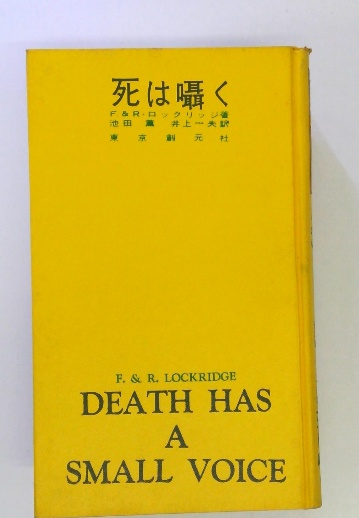 死は囁く
F. & R・ロックリッジ著
池田薫 井上一夫訳
東京創元社
F. & R. LOCKRIDGE
DEATH HAS
A
SMALL VOICE